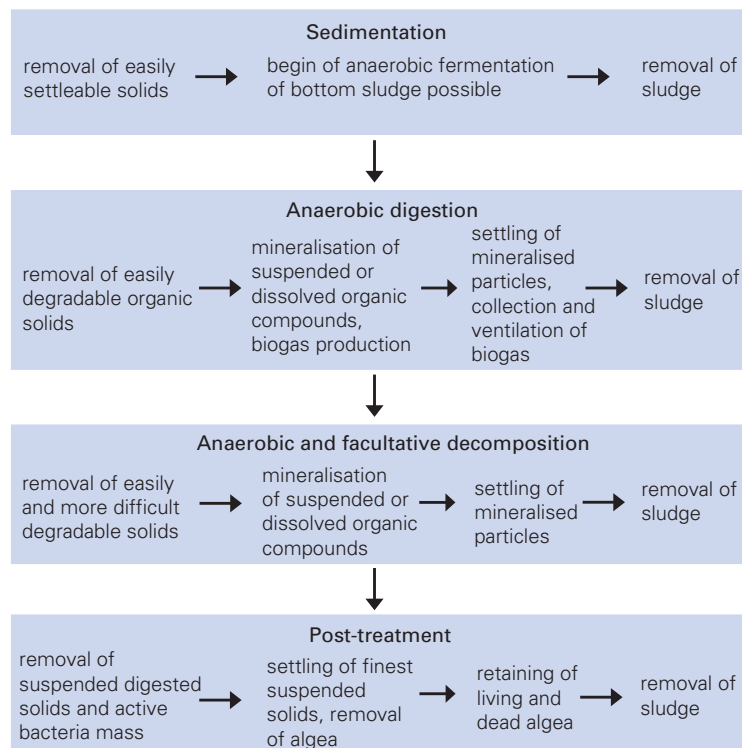 Sedimentation
removal of easily
settleable solids
begin of anaerobic fermentation
of bottom sludge possible
removal of
sludge
Anaerobic digestion
removal of easily
degradable organic
solids
mineralisation of
suspended or
dissolved organic
compounds,
biogas production
settling of
mineralised
particles,
collection and
ventilation of
biogas
removal of
sludge
Anaerobic and facultative decomposition
removal of easily
and more difficult
degradable solids
mineralisation
of suspended or
dissolved organic
compounds
settling of
mineralised
particles
removal of
sludge
Post-treatment
removal of
suspended digested
solids and active
bacteria mass
settling of finest
suspended
solids, removal
of algea
retaining of
living and
dead algea
removal of
sludge